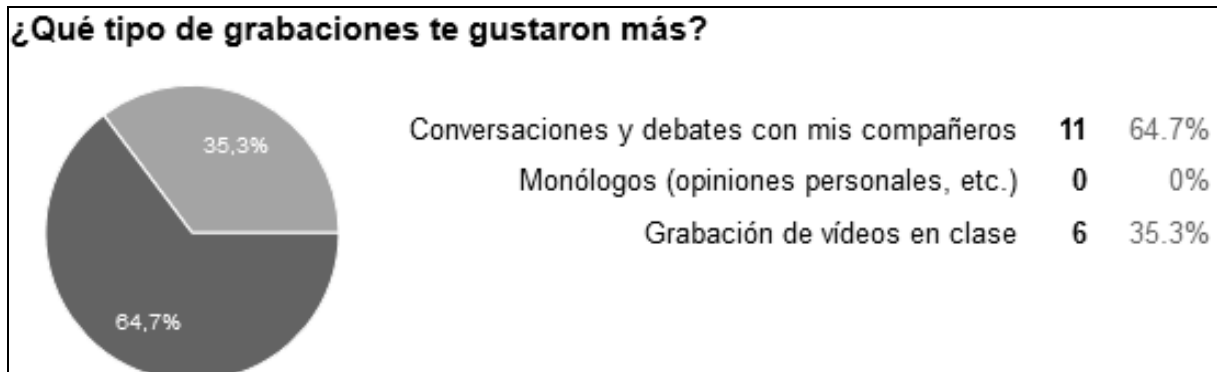 ¿Qué tipo de grabaciones te gustaron más?
35,3%
64,7%
Conversaciones y debates con mis compañeros 11 64.7%
Monólogos (opiniones personales, etc.) 0 0%
Grabación de vídeos en clase 6 35.3%